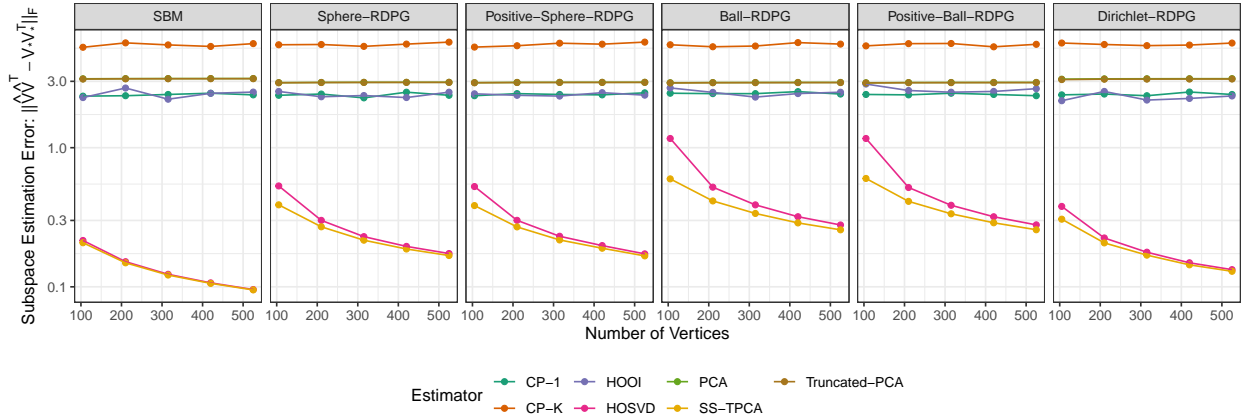 SBM
Sphere−RDPG
Positive−Sphere−RDPG
Ball−RDPG
Positive−Ball−RDPG
Dirichlet−RDPG
Subspace Estimation Error: ||V̂V̂ᵀ − V*V*ᵀ||F
3.0
1.0
0.3
0.1
100 200 300 400 500
100 200 300 400 500
100 200 300 400 500
100 200 300 400 500
100 200 300 400 500
100 200 300 400 500
Number of Vertices
Estimator
CP−1 HOOI PCA Truncated−PCA
CP−K HOSVD SS−TPCA